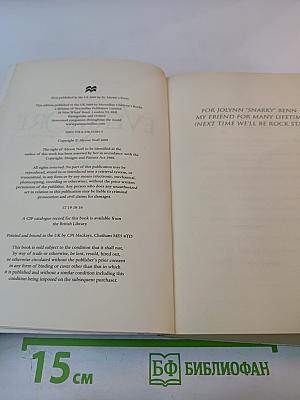 First published in the US 2009 by St. Martin's Press
This edition published in the UK 2009 by Macmillan Children's Books
a division of Macmillan Publishers Limited
20 New Wharf Road, London N1 9RR
Basingstoke and Oxford
Associated companies throughout the world
www.panmacmillan.com
Copyright © Alyson Noël 2009
The right of Alyson Noël to be identified as the
author of this work has been asserted by her in accordance with the
Copyright, Designs and Patents Act 1988.
All rights reserved. No part of this publication may be
reproduced, stored in or introduced into a retrieval system, or
transmitted, in any form or by any means (electronic, mechanical,
photocopying, recording or otherwise), without the prior written
permission of the publisher. Any person who does any unauthorized
act in relation to this publication may be liable to criminal
prosecution and civil claims for damages.
17 19 18 16
A CIP catalogue record for this book is available from
the British Library
Printed and bound in the UK by CPI Mackays, Chatham ME5 8TD
This book is sold subject to the condition that it shall not,
by way of trade or otherwise, be lent, resold, hired out,
or otherwise circulated without the publisher's prior consent
in any form of binding or cover other than that in which
it is published and without a similar condition including this
condition being imposed on the subsequent purchaser.
FOR JOLYNN "SNARKY" BENN
MY FRIEND FOR MANY LIFETIM
(NEXT TIME WE'LL BE ROCK STA
15 см
БФ БИБЛИОФАН